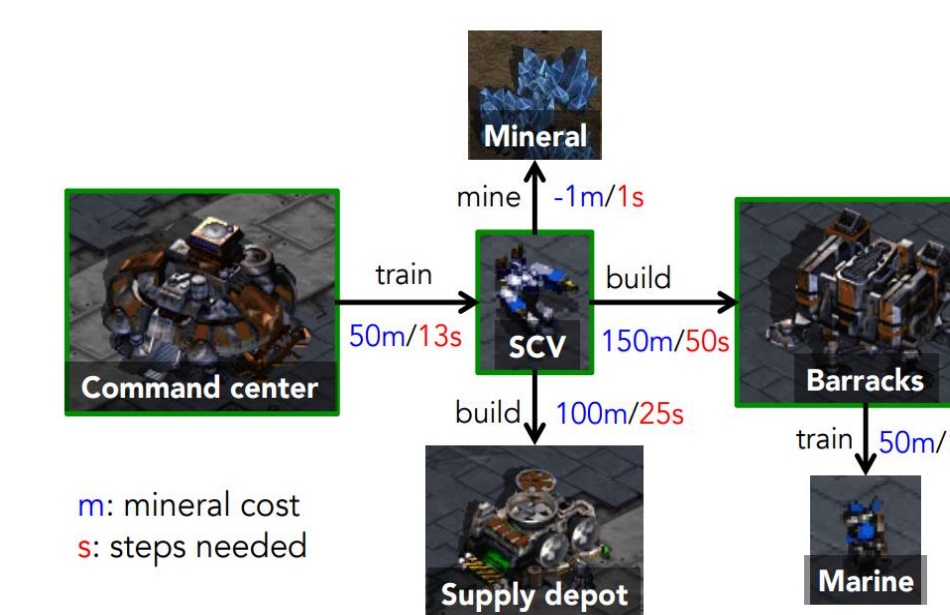 Mineral
mine -1m/1s
train
build
50m/13s
SCV
150m/50s
Command center
Barracks
build 100m/25s
train 50m/
m: mineral cost
s: steps needed
Supply depot
Marine